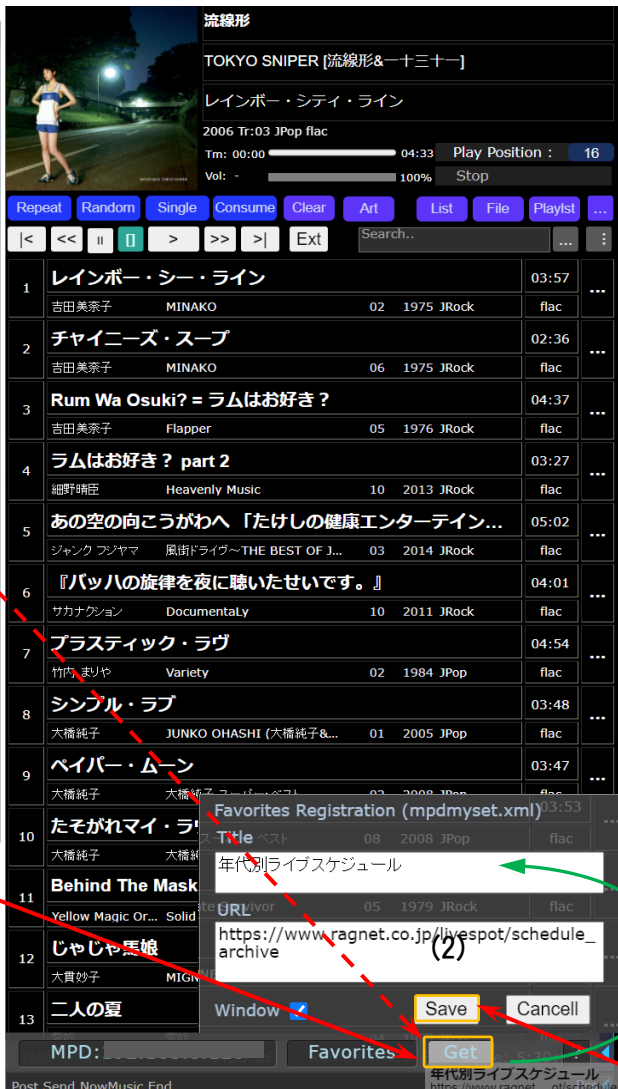 流線形
TOKYO SNIPER [流線形&一十三十一]
レインボー・シティ・ライン
2006 Tr:03 JPop flac
Tm: 00:00 04:33 Play Position : 16
Vol: - 100% Stop
Repeat Random Single Consume Clear Art List File Playlst ...
|< << II [] > >> >| Ext Search.. ... ⋮
1 レインボー・シー・ライン 03:57 ...
吉田美奈子 MINAKO 02 1975 JRock flac
2 チャイニーズ・スープ 02:36 ...
吉田美奈子 MINAKO 06 1975 JRock flac
3 Rum Wa Osuki? = ラムはお好き？ 04:37 ...
吉田美奈子 Flapper 05 1976 JRock flac
4 ラムはお好き？ part 2 03:27 ...
細野晴臣 Heavenly Music 10 2013 JRock flac
5 あの空の向こうがわへ 「たけしの健康エンターテイン... 05:02 ...
ジャンク フジヤマ 風街ドライヴ～THE BEST OF J... 03 2014 JRock flac
6 『バッハの旋律を夜に聴いたせいです。』 04:01 ...
サカナクション DocumentaLy 10 2011 JRock flac
7 プラスティック・ラヴ 04:54 ...
竹内 まりや Variety 02 1984 JPop flac
8 シンプル・ラブ 03:48 ...
大橋純子 JUNKO OHASHI (大橋純子&... 01 2005 JPop flac
9 ペイパー・ムーン 03:47 ...
大橋純子
Favorites Registration (mpdmyset.xml) 03:53
10 たそがれマイ・ラ
Title ベスト 08 2008 JPop flac
大橋純子
年代別ライブスケジュール
11 Behind The Mask
URL 05 1979 JRock flac
Yellow Magic Or... Solid
https://www.ragnet.co.jp/livespot/schedule_
archive
(2)
12 じゃじゃ馬娘
大貫妙子
13 二人の夏
Window Save Cancell
MPD: Favorites Get
年代別ライブスケジュール
Post Send NowMusic End